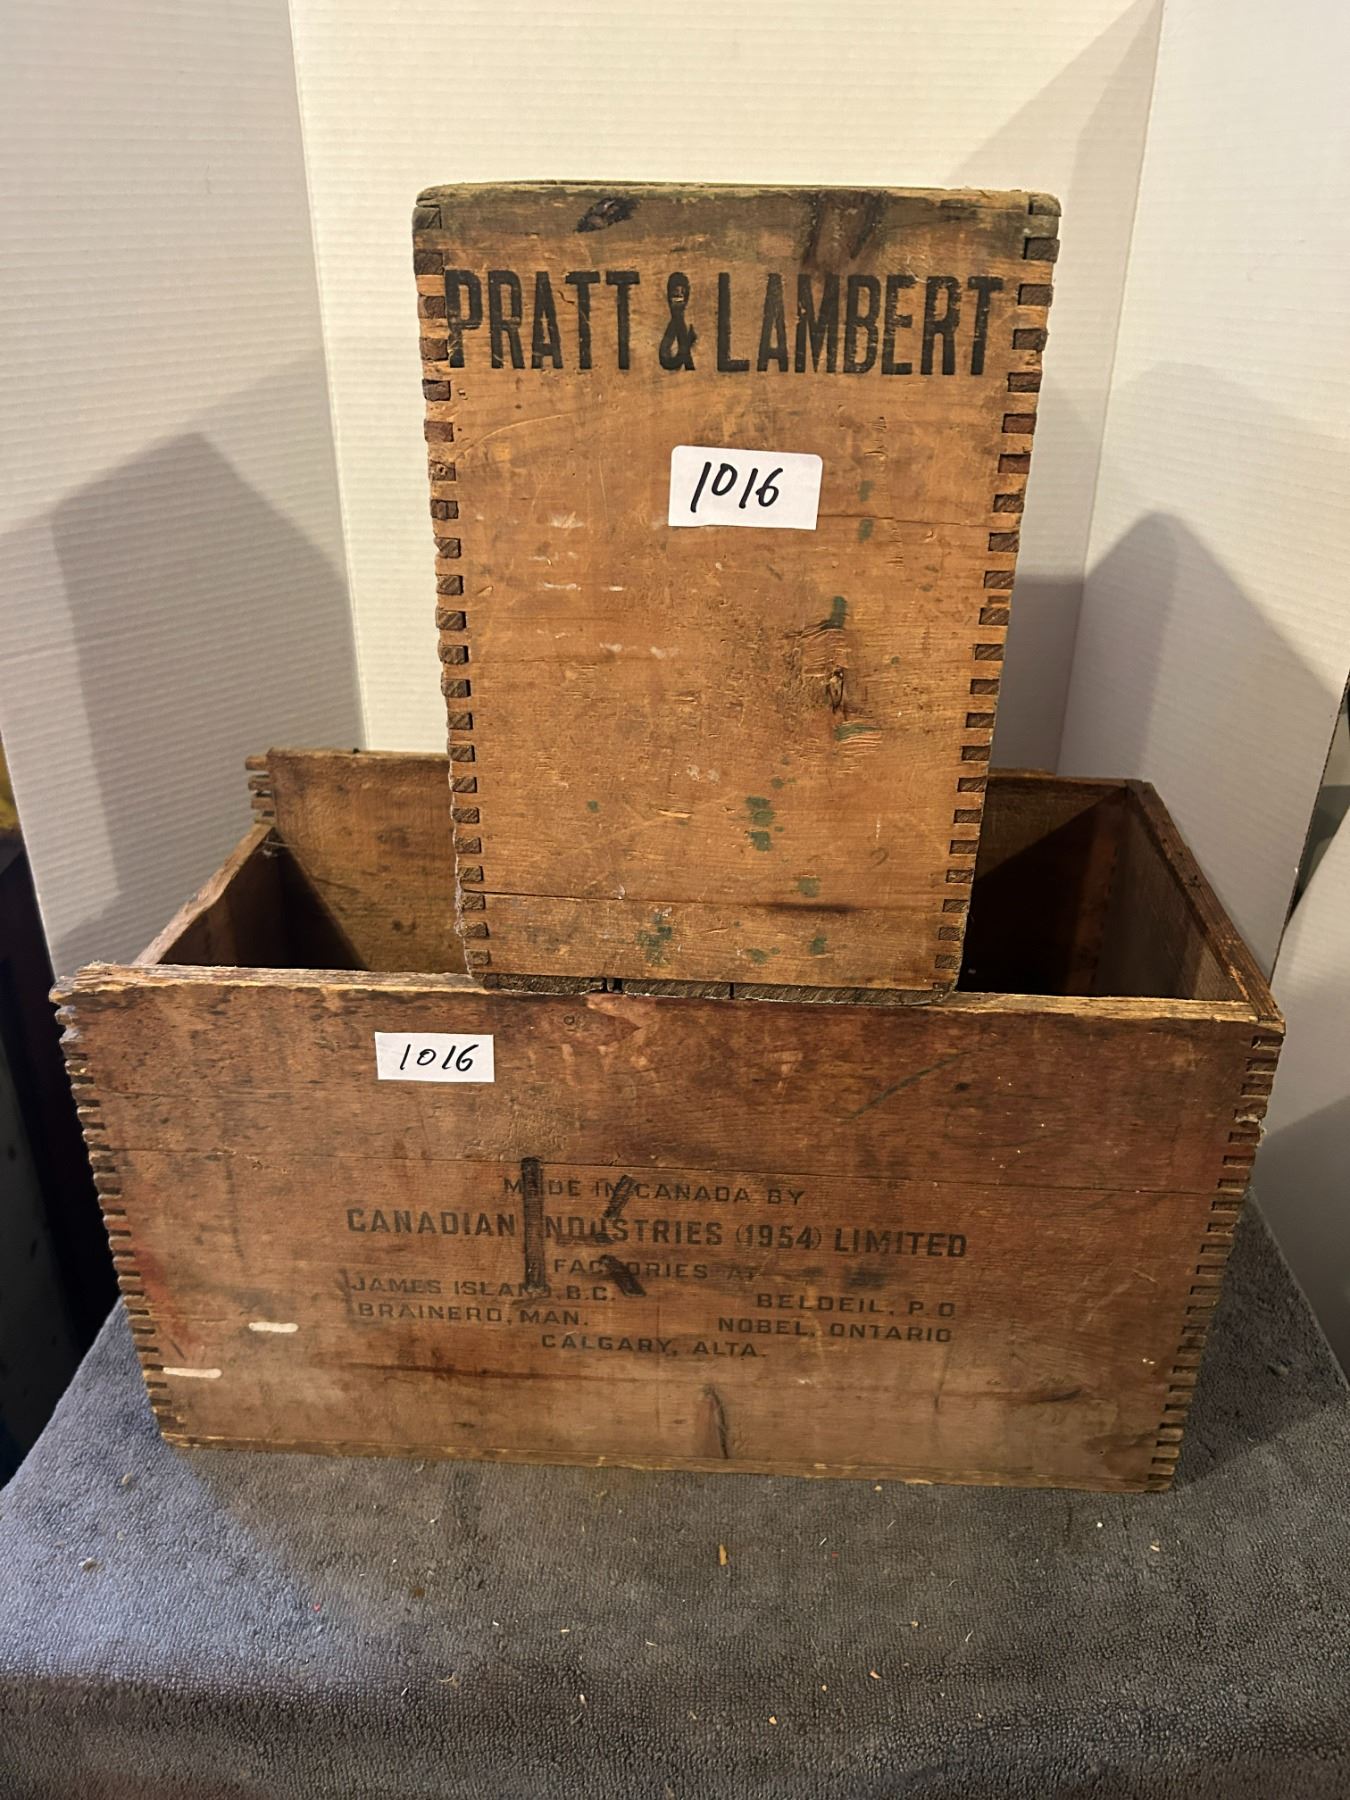 PRATT & LAMBERT
1016
1016
MADE IN CANADA BY
CANADIAN INDUSTRIES (1954) LIMITED
FACTORIES AT
JAMES ISLAND, B.C. BELOEIL, P.Q
BRAINERD, MAN. NOBEL, ONTARIO
CALGARY, ALTA.
K